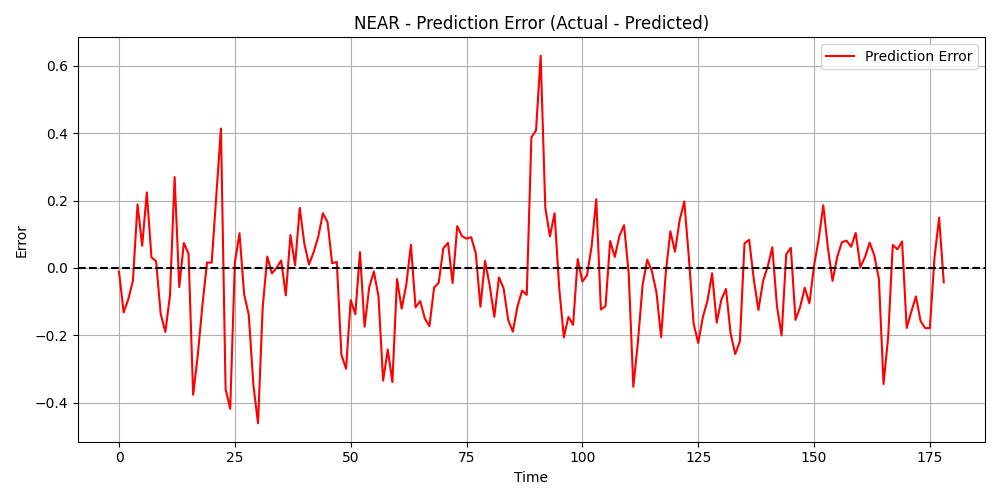 NEAR - Prediction Error (Actual - Predicted)
Prediction Error
0.6
0.4
0.2
0.0
−0.2
−0.4
Error
0 25 50 75 100 125 150 175
Time